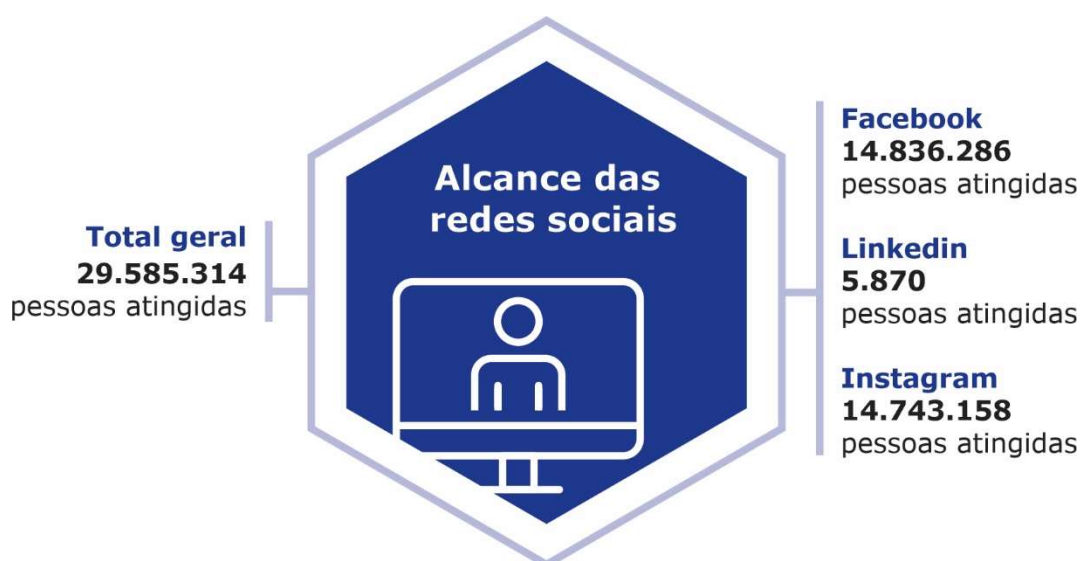 Alcance das
redes sociais
Total geral
29.585.314
pessoas atingidas
Facebook
14.836.286
pessoas atingidas
Linkedin
5.870
pessoas atingidas
Instagram
14.743.158
pessoas atingidas